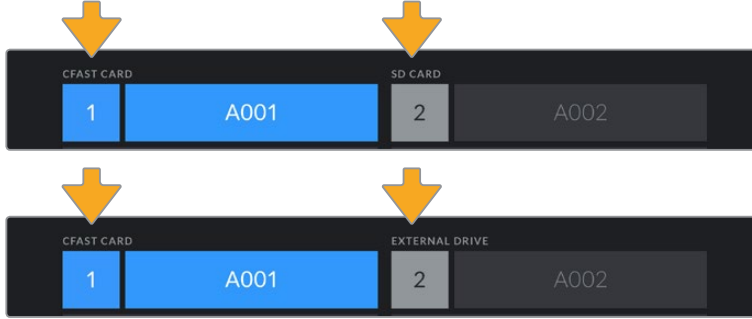 CFAST CARD SD CARD
1 A001 2 A002
CFAST CARD EXTERNAL DRIVE
1 A001 2 A002